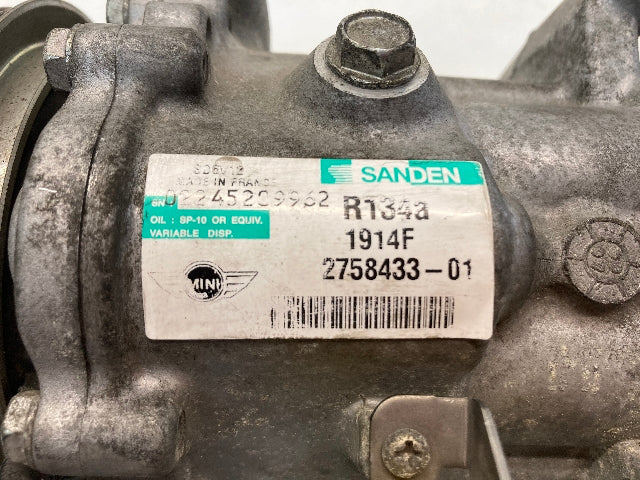 SD6V12
MADE IN FRANCE
SANDEN
SN 02245209962
R134a
OIL : SP-10 OR EQUIV.
VARIABLE DISP.
1914F
MINI
2758433-01